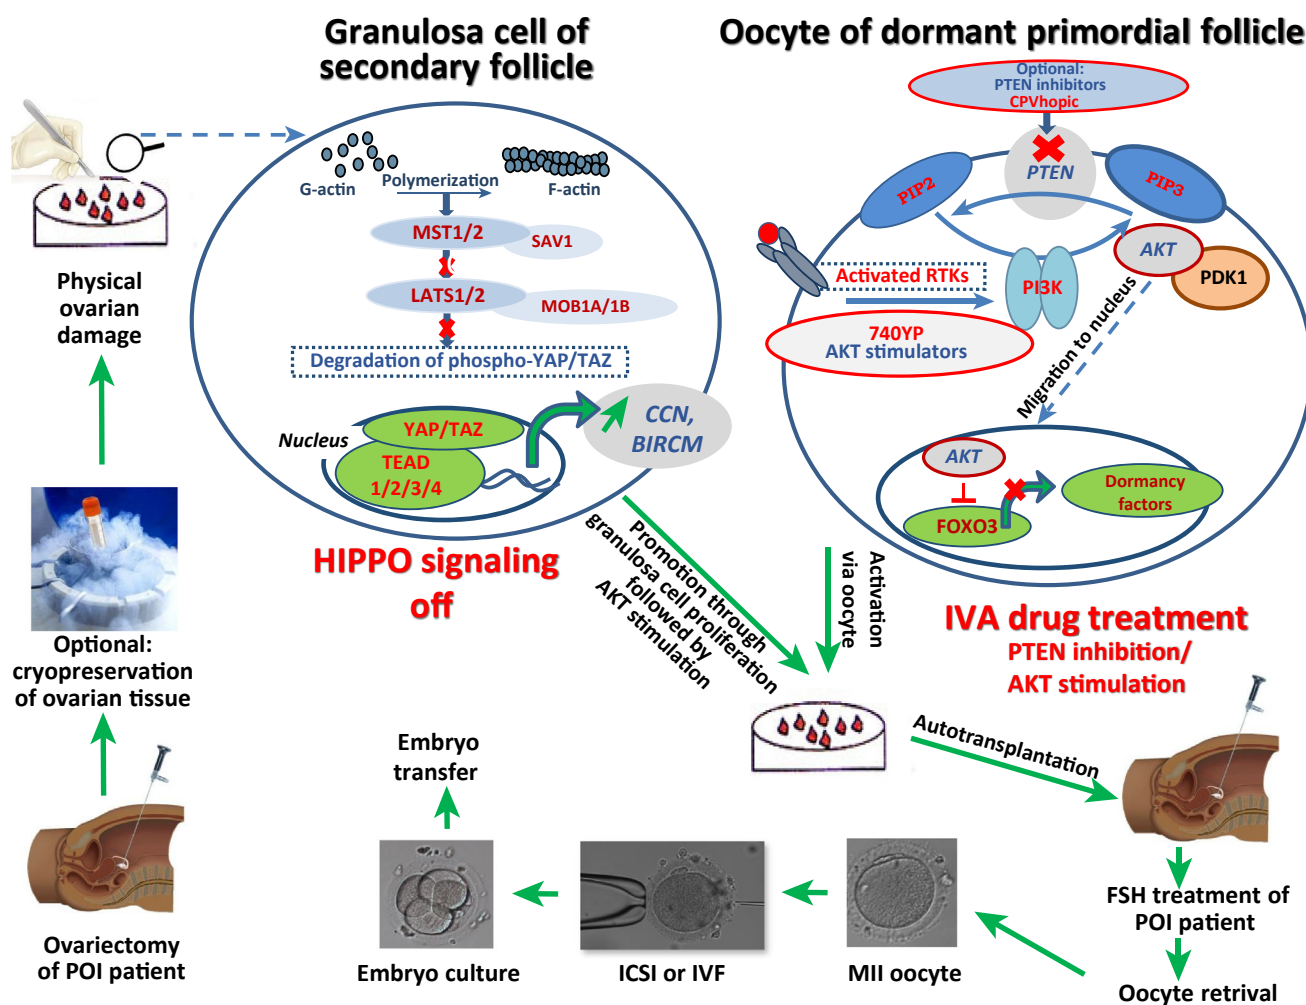 Granulosa cell of
secondary follicle
Oocyte of dormant primordial follicle
Optional:
PTEN inhibitors
CPVhopic
PTEN
PIP2
PIP3
AKT
PDK1
Activated RTKs
PI3K
740YP
AKT stimulators
Migration to nucleus
AKT
FOXO3
Dormancy
factors
G-actin
Polymerization
F-actin
MST1/2
SAV1
LATS1/2
MOB1A/1B
Degradation of phospho-YAP/TAZ
Nucleus
YAP/TAZ
TEAD
1/2/3/4
CCN,
BIRCM
HIPPO signaling
off
Physical
ovarian
damage
Optional:
cryopreservation
of ovarian tissue
Ovariectomy
of POI patient
Promotion through
granulosa cell proliferation
followed by
AKT stimulation
Activation
via oocyte
IVA drug treatment
PTEN inhibition/
AKT stimulation
Autotransplantation
FSH treatment of
POI patient
Oocyte retrival
MII oocyte
ICSI or IVF
Embryo culture
Embryo
transfer